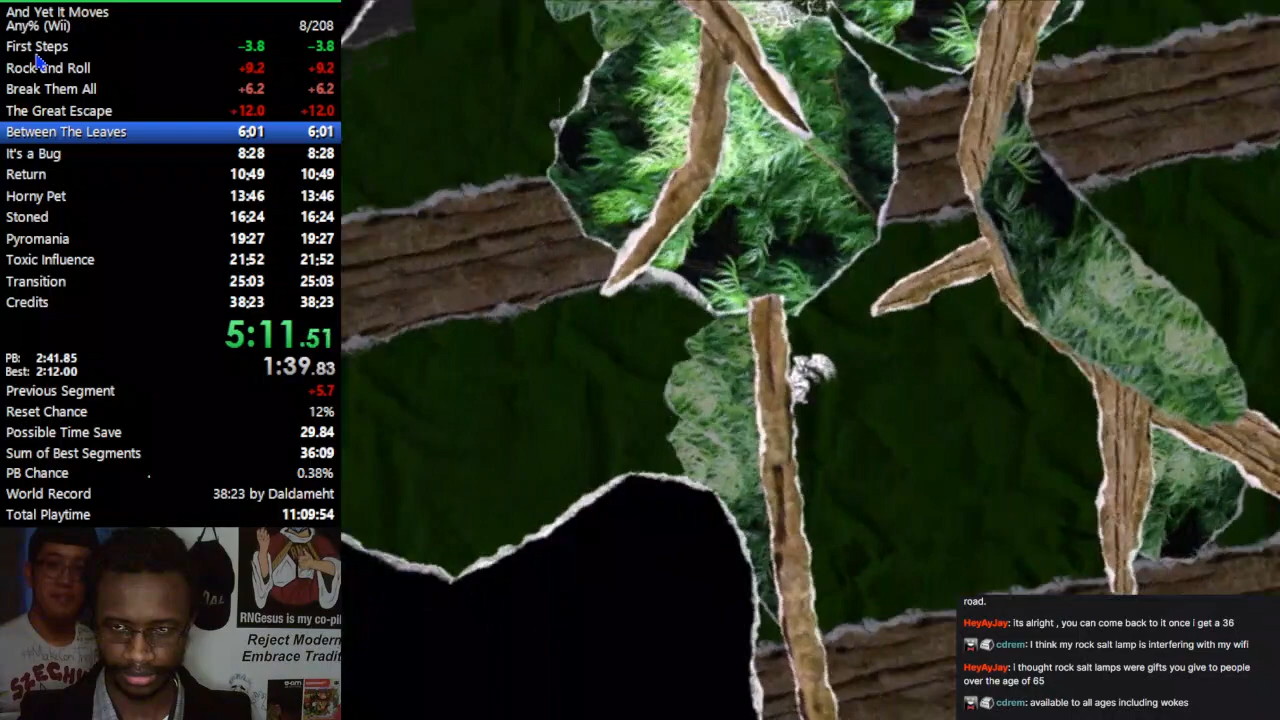 And Yet It Moves
Any% (Wii) 8/208
First Steps −3.8 −3.8
Rock and Roll +9.2 +9.2
Break Them All +6.2 +6.2
The Great Escape +12.0 +12.0
Between The Leaves 6:01 6:01
It's a Bug 8:28 8:28
Return 10:49 10:49
Horny Pet 13:46 13:46
Stoned 16:24 16:24
Pyromania 19:27 19:27
Toxic Influence 21:52 21:52
Transition 25:03 25:03
Credits 38:23 38:23
5:11.51
PB: 2:41.85
Best: 2:12.00
1:39.83
Previous Segment +5.7
Reset Chance 12%
Possible Time Save 29.84
Sum of Best Segments 36:09
PB Chance 0.38%
World Record 38:23 by Daldameht
Total Playtime 11:09:54
RNGesus is my co-pil
Reject Modern
Embrace Tradit
road.
HeyAyJay: its alright , you can come back to it once i get a 36
cdrem: I think my rock salt lamp is interfering with my wifi
HeyAyJay: i thought rock salt lamps were gifts you give to people
over the age of 65
cdrem: available to all ages including wokes